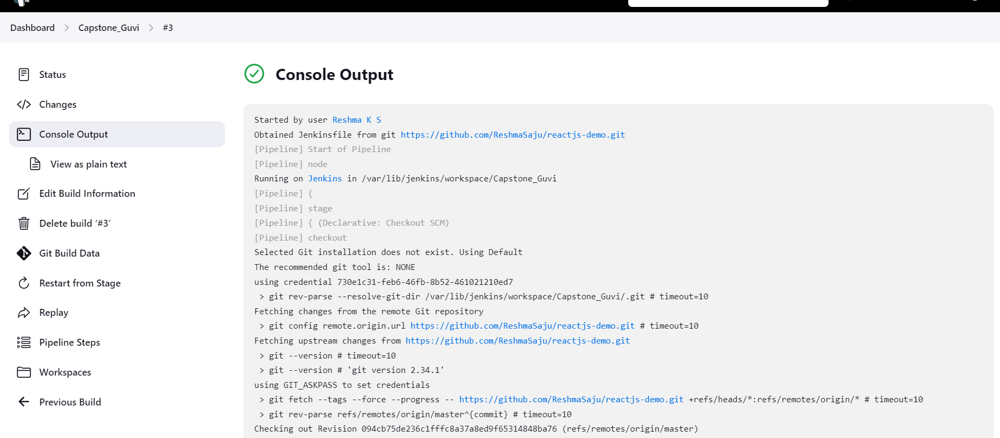 Dashboard > Capstone_Guvi > #3
Status
Changes
Console Output
View as plain text
Edit Build Information
Delete build ‘#3’
Git Build Data
Restart from Stage
Replay
Pipeline Steps
Workspaces
Previous Build
Console Output
Started by user Reshma K S
Obtained Jenkinsfile from git https://github.com/ReshmaSaju/reactjs-demo.git
[Pipeline] Start of Pipeline
[Pipeline] node
Running on Jenkins in /var/lib/jenkins/workspace/Capstone_Guvi
[Pipeline] {
[Pipeline] stage
[Pipeline] { (Declarative: Checkout SCM)
[Pipeline] checkout
Selected Git installation does not exist. Using Default
The recommended git tool is: NONE
using credential 730e1c31-feb6-46fb-8b52-461021210ed7
> git rev-parse --resolve-git-dir /var/lib/jenkins/workspace/Capstone_Guvi/.git # timeout=10
Fetching changes from the remote Git repository
> git config remote.origin.url https://github.com/ReshmaSaju/reactjs-demo.git # timeout=10
Fetching upstream changes from https://github.com/ReshmaSaju/reactjs-demo.git
> git --version # timeout=10
> git --version # 'git version 2.34.1'
using GIT_ASKPASS to set credentials
> git fetch --tags --force --progress -- https://github.com/ReshmaSaju/reactjs-demo.git +refs/heads/*:refs/remotes/origin/* # timeout=10
> git rev-parse refs/remotes/origin/master^{commit} # timeout=10
Checking out Revision 094cb75de236c1fffc8a37a8ed9f65314848ba76 (refs/remotes/origin/master)